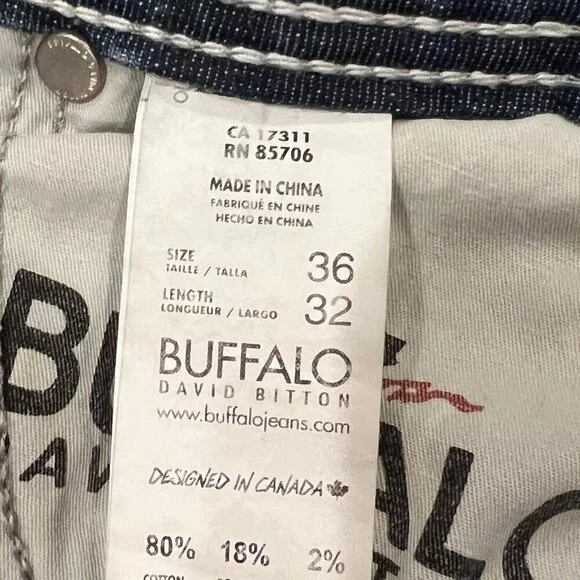 CA 17311
RN 85706
MADE IN CHINA
FABRIQUÉ EN CHINE
HECHO EN CHINA
SIZE 36
TAILLE / TALLA
LENGTH 32
LONGUEUR / LARGO
BUFFALO
DAVID BITTON
www.buffalojeans.com
DESIGNED IN CANADA
80% 18% 2%
COTTON